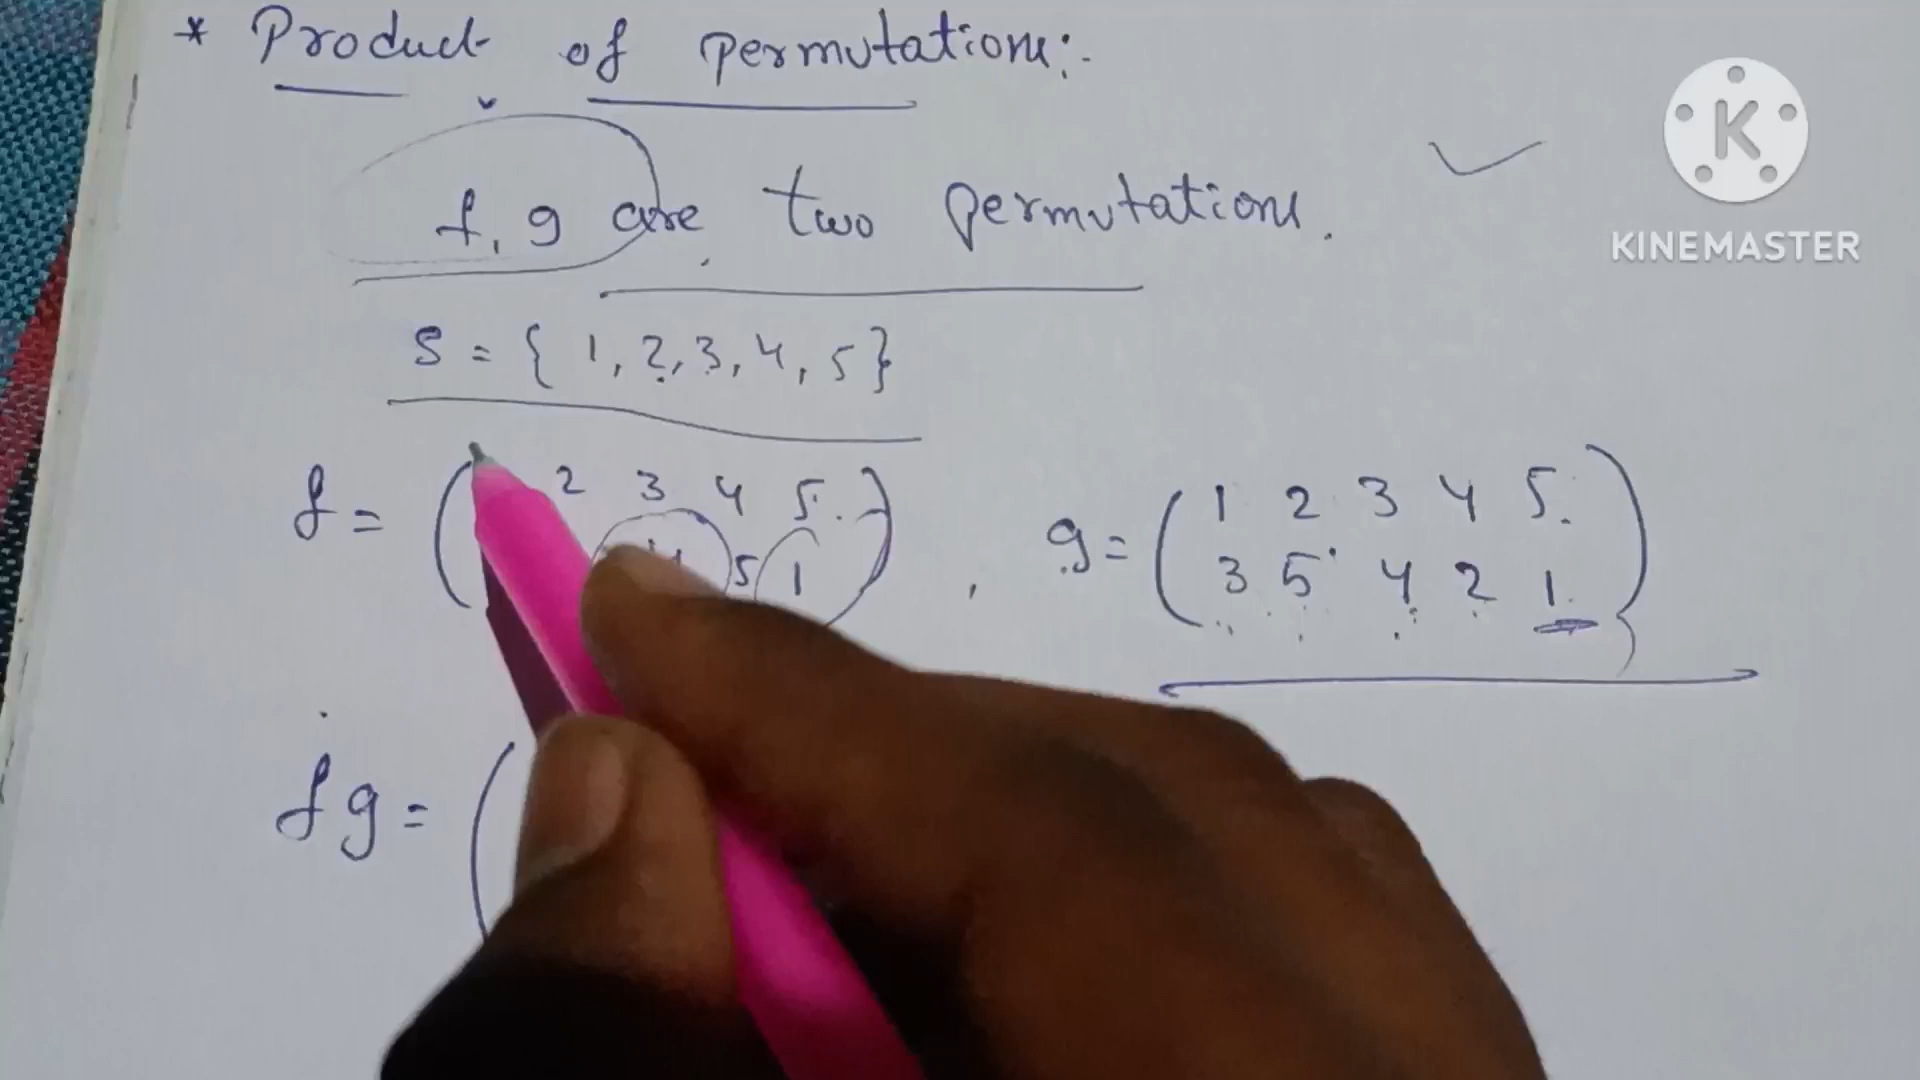 * Product of permutations:-
KINEMASTER
f, g are two permutations.
S = { 1, 2, 3, 4, 5}
f = ( 2 3 4 5 ) , g = ( 1 2 3 4 5 )
5 1 3 5 4 2 1
fg = (